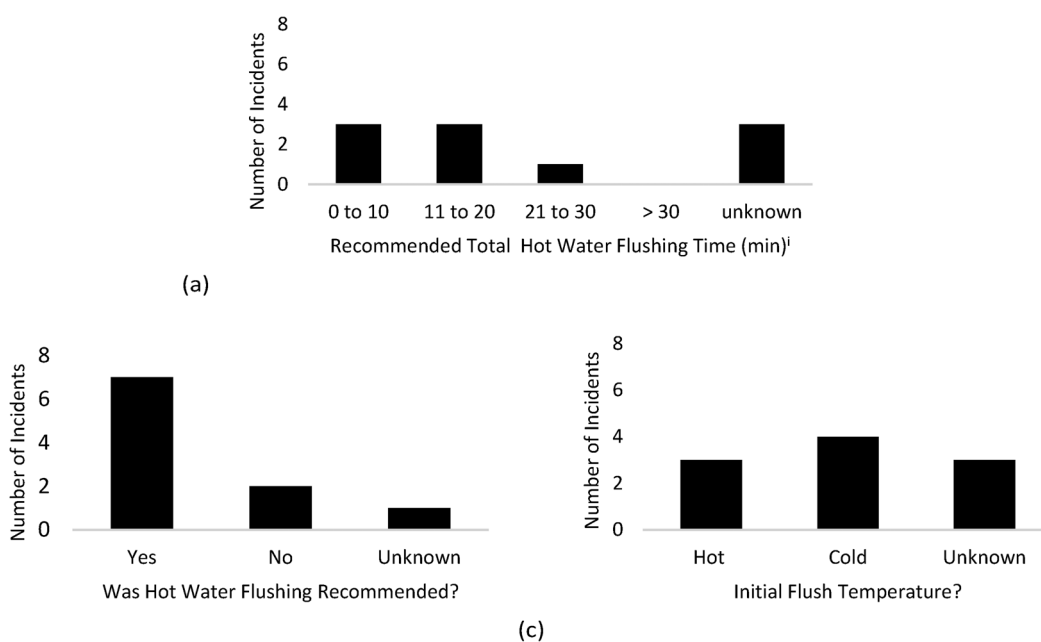 Number of Incidents
8
6
4
2
0
0 to 10 11 to 20 21 to 30 > 30 unknown
Recommended Total Hot Water Flushing Time (min)ⁱ
(a)
Number of Incidents
8
6
4
2
0
Yes No Unknown
Was Hot Water Flushing Recommended?
Number of Incidents
8
6
4
2
0
Hot Cold Unknown
Initial Flush Temperature?
(c)